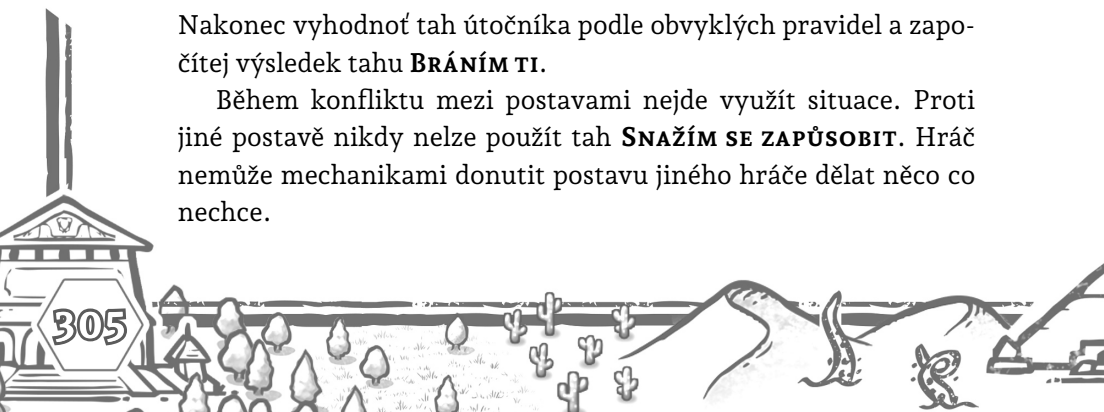 Nakonec vyhodnoť tah útočníka podle obvyklých pravidel a zapo-
čítej výsledek tahu BRÁNÍM TI.
Během konfliktu mezi postavami nejde využít situace. Proti
jiné postavě nikdy nelze použít tah SNAŽÍM SE ZAPŮSOBIT. Hráč
nemůže mechanikami donutit postavu jiného hráče dělat něco co
nechce.
305